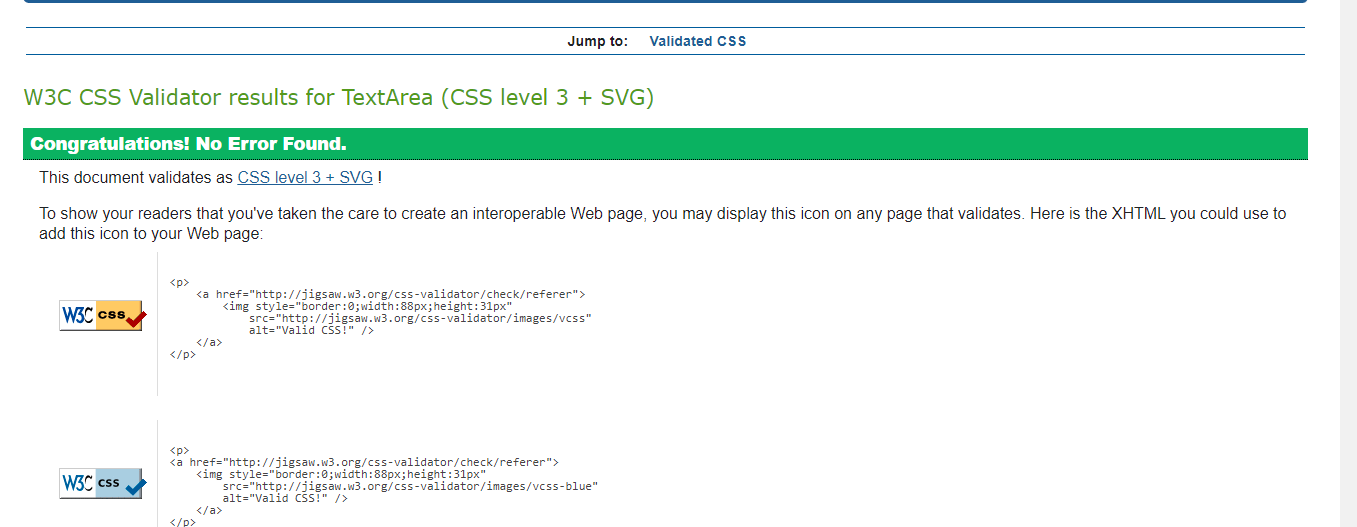 Jump to: Validated CSS
W3C CSS Validator results for TextArea (CSS level 3 + SVG)
Congratulations! No Error Found.
This document validates as CSS level 3 + SVG !
To show your readers that you've taken the care to create an interoperable Web page, you may display this icon on any page that validates. Here is the XHTML you could use to
add this icon to your Web page:
W3C css
<p>
<a href="http://jigsaw.w3.org/css-validator/check/referer">
<img style="border:0;width:88px;height:31px"
src="http://jigsaw.w3.org/css-validator/images/vcss"
alt="Valid CSS!" />
</a>
</p>
W3C css
<p>
<a href="http://jigsaw.w3.org/css-validator/check/referer">
<img style="border:0;width:88px;height:31px"
src="http://jigsaw.w3.org/css-validator/images/vcss-blue"
alt="Valid CSS!" />
</a>
</p>